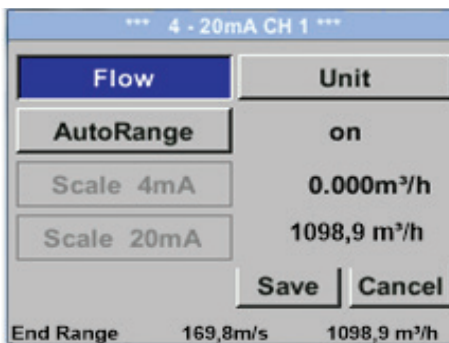 *** 4 - 20mA CH 1 ***
Flow Unit
AutoRange on
Scale 4mA 0.000m³/h
Scale 20mA 1098,9 m³/h
Save Cancel
End Range 169,8m/s 1098,9 m³/h